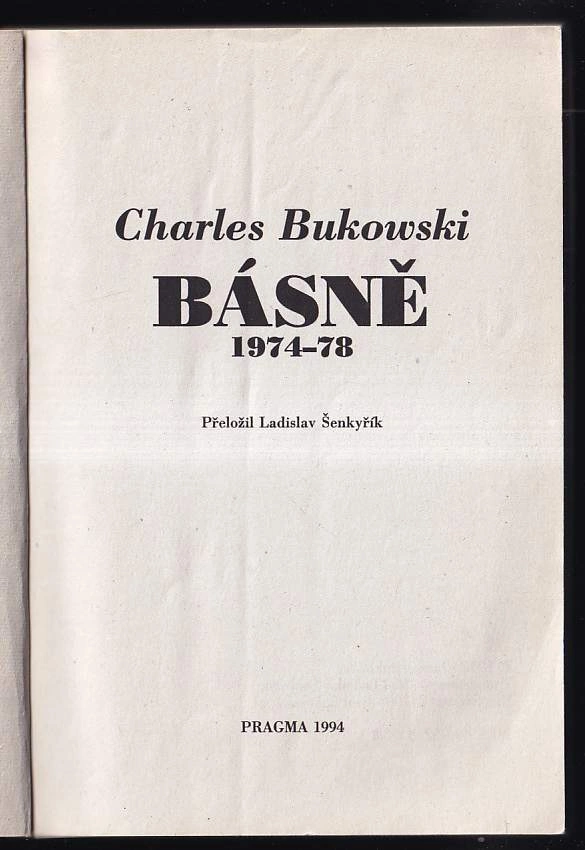 Charles Bukowski
BÁSNĚ
1974–78
Přeložil Ladislav Šenkyřík
PRAGMA 1994